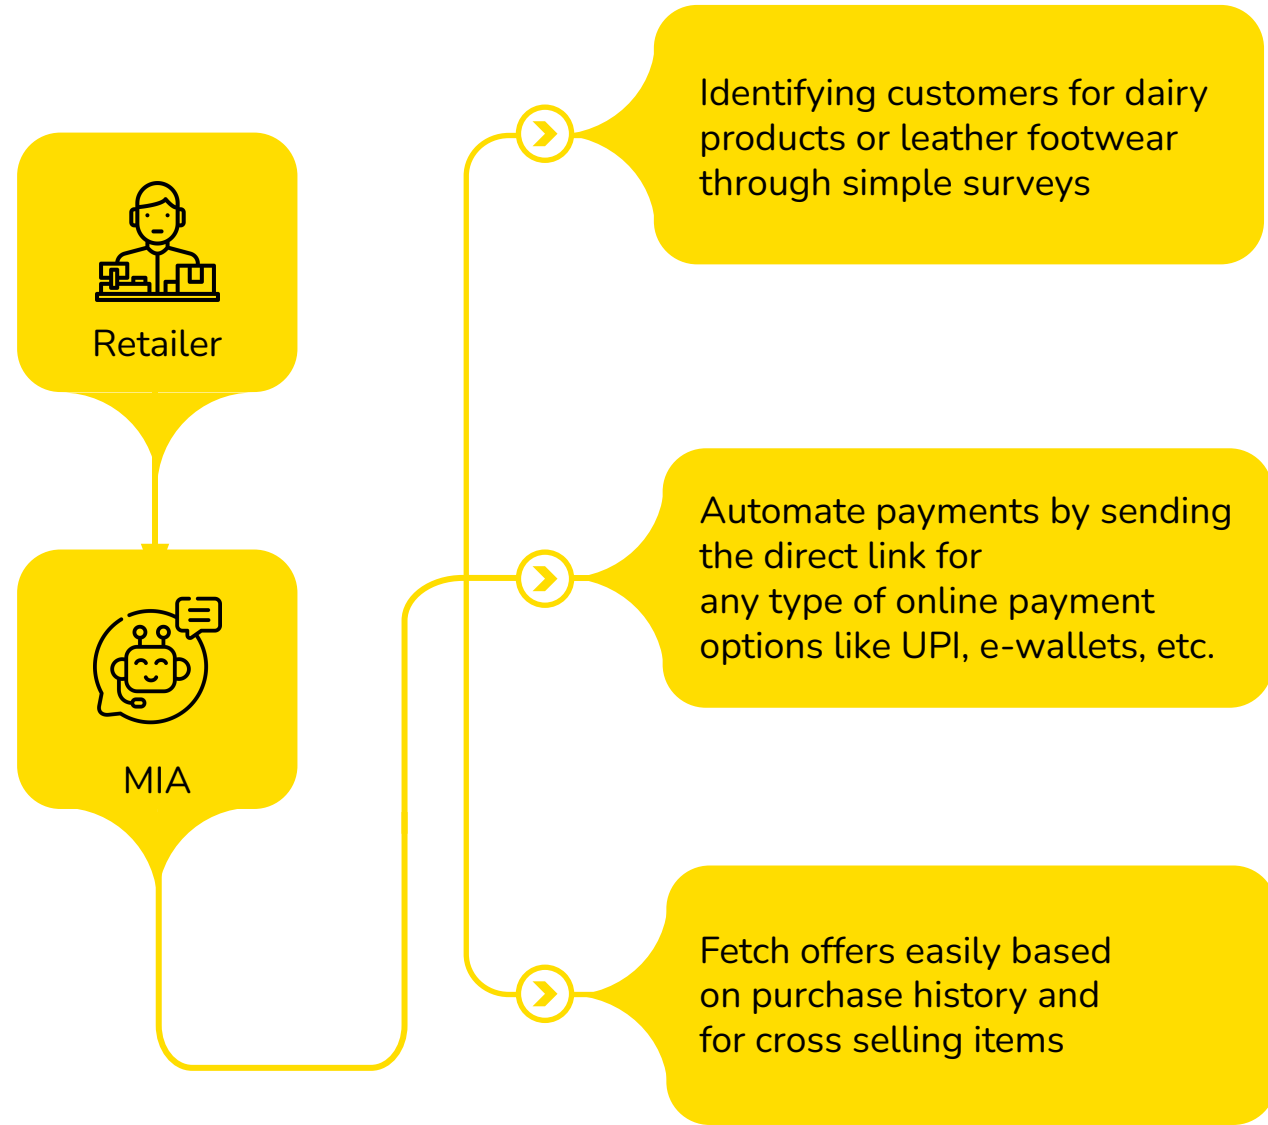 Retailer
MIA
Identifying customers for dairy
products or leather footwear
through simple surveys
Automate payments by sending
the direct link for
any type of online payment
options like UPI, e-wallets, etc.
Fetch offers easily based
on purchase history and
for cross selling items